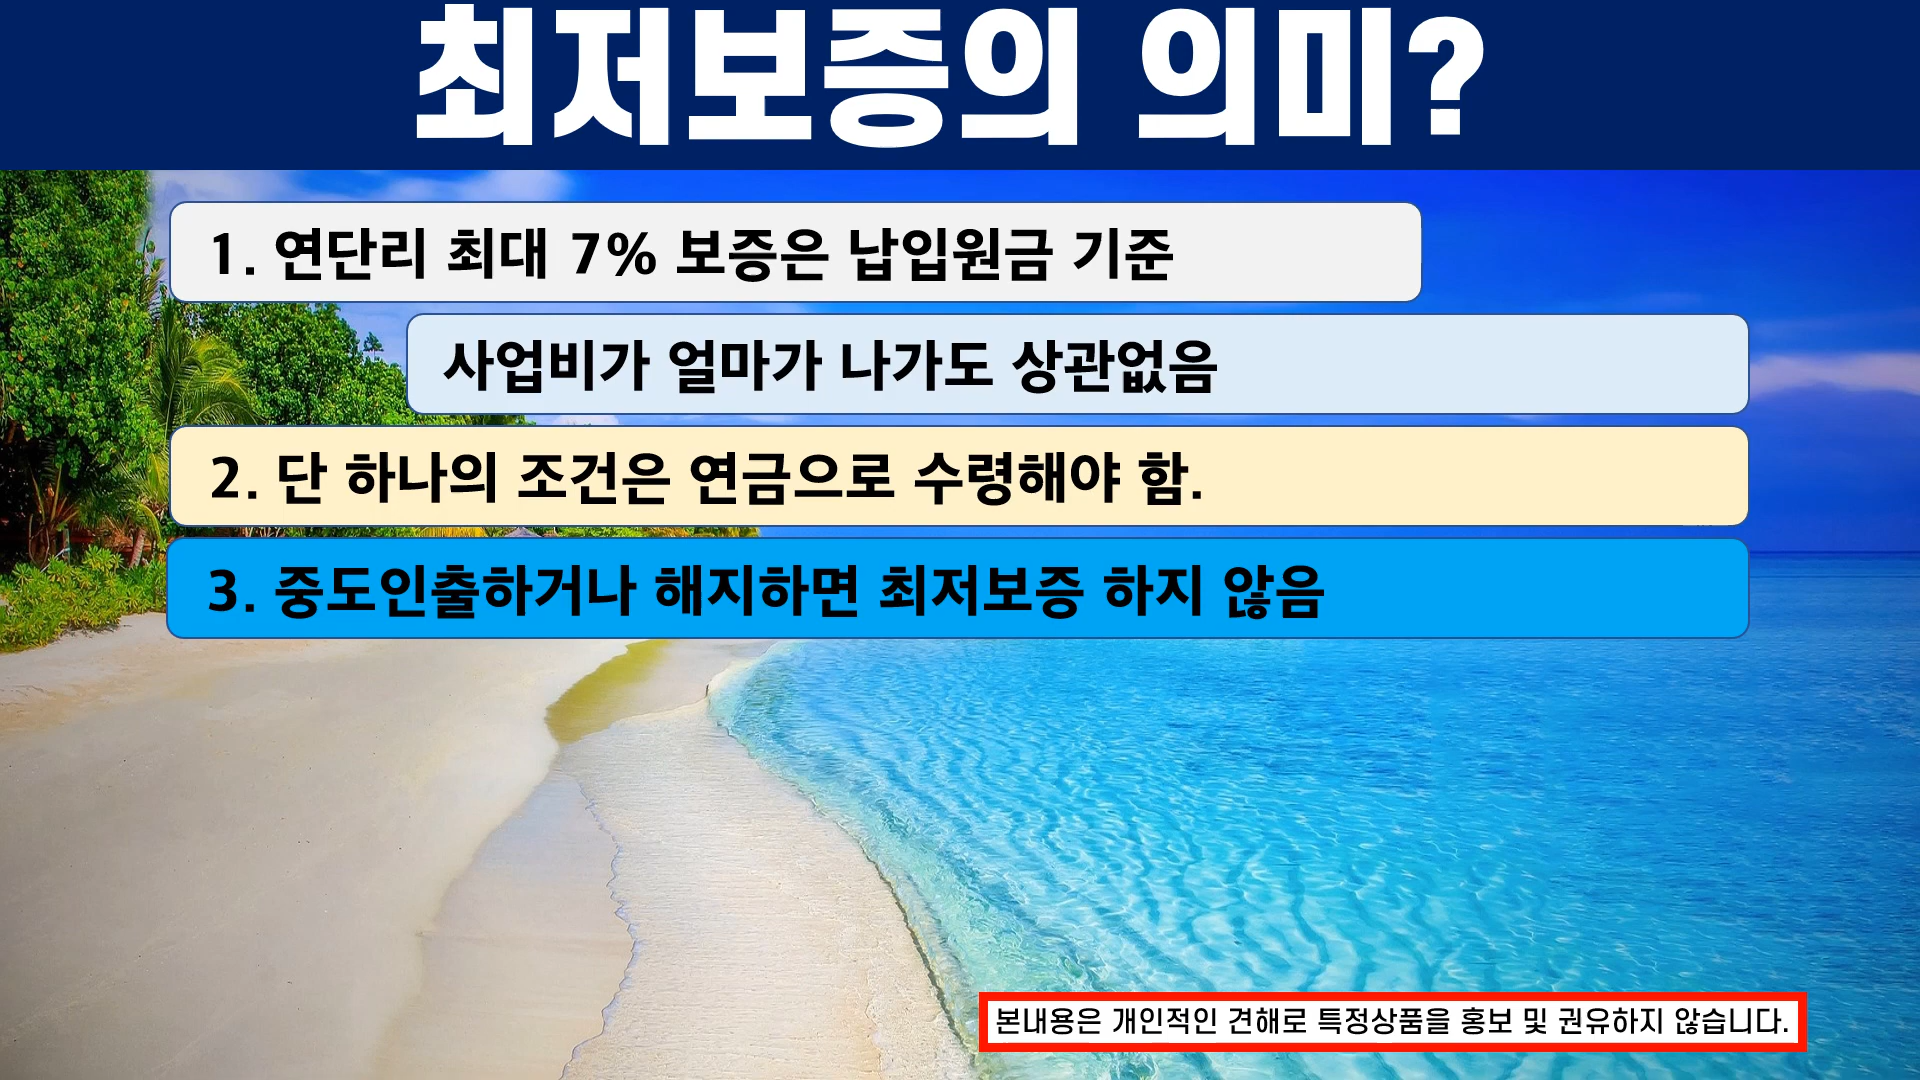 최저보증의 의미?
1. 연단리 최대 7% 보증은 납입원금 기준
사업비가 얼마가 나가도 상관없음
2. 단 하나의 조건은 연금으로 수령해야 함.
3. 중도인출하거나 해지하면 최저보증 하지 않음
본내용은 개인적인 견해로 특정상품을 홍보 및 권유하지 않습니다.